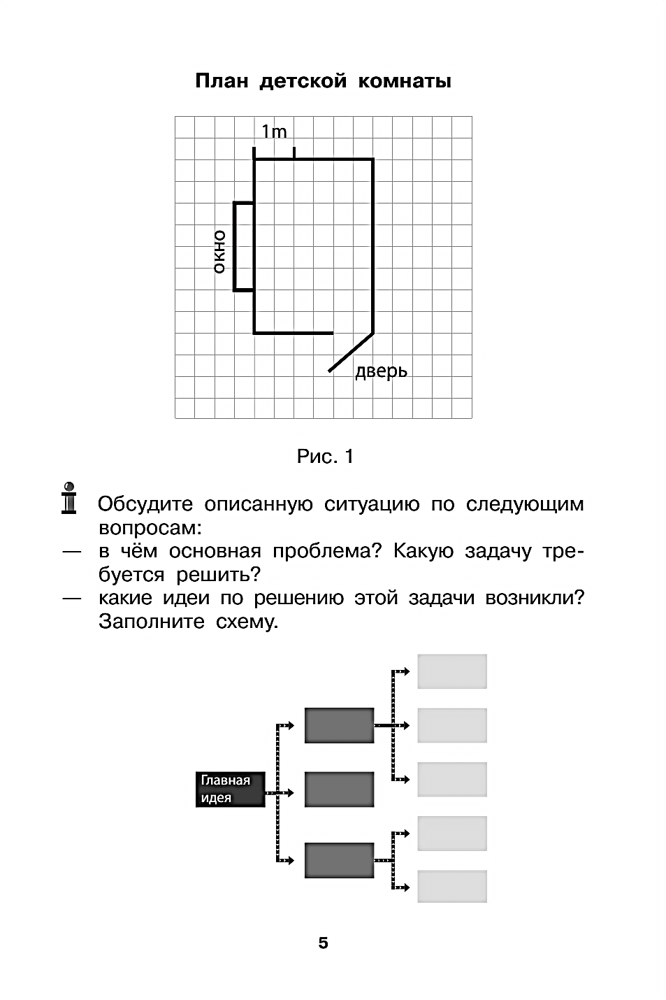 План детской комнаты
1m
окно
дверь
Рис. 1
Обсудите описанную ситуацию по следующим
вопросам:
— в чём основная проблема? Какую задачу тре-
буется решить?
— какие идеи по решению этой задачи возникли?
Заполните схему.
Главная
идея
5